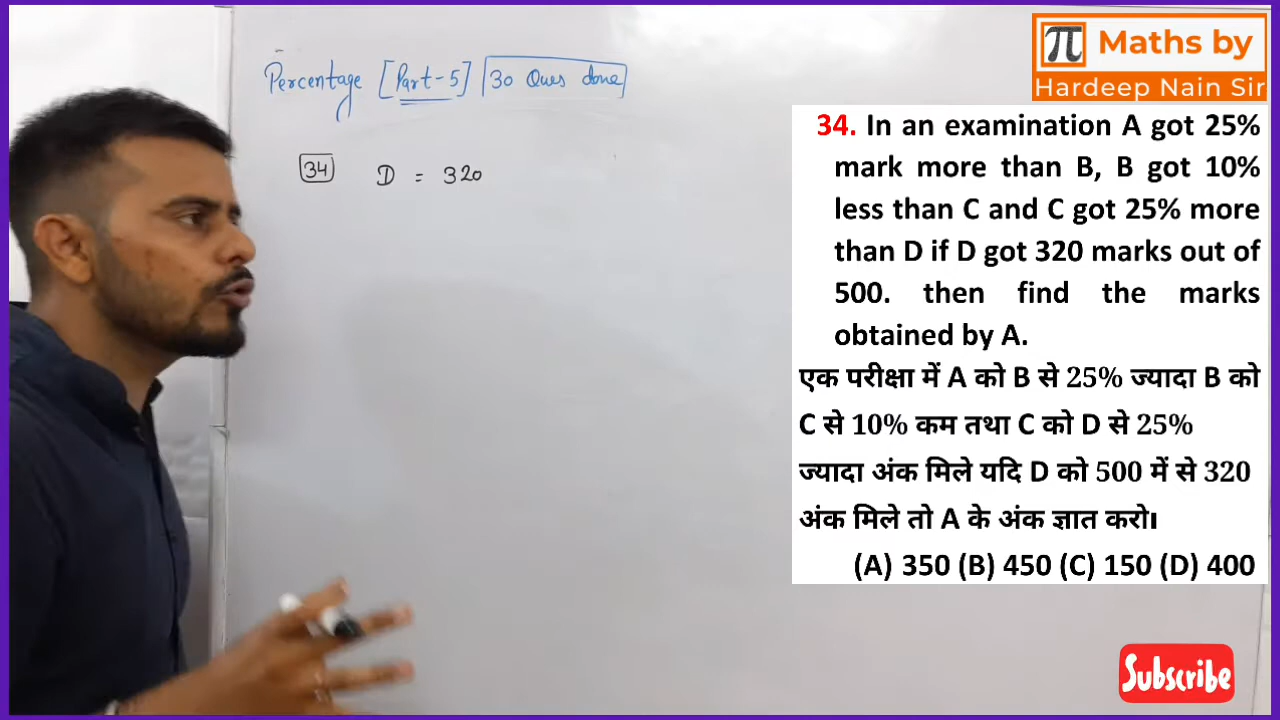 Percentage [Part-5] 30 Ques done
34 D = 320
π Maths by
Hardeep Nain Sir
34. In an examination A got 25%
mark more than B, B got 10%
less than C and C got 25% more
than D if D got 320 marks out of
500. then find the marks
obtained by A.
एक परीक्षा में A को B से 25% ज्यादा B को
C से 10% कम तथा C को D से 25%
ज्यादा अंक मिले यदि D को 500 में से 320
अंक मिले तो A के अंक ज्ञात करो।
(A) 350 (B) 450 (C) 150 (D) 400
Subscribe